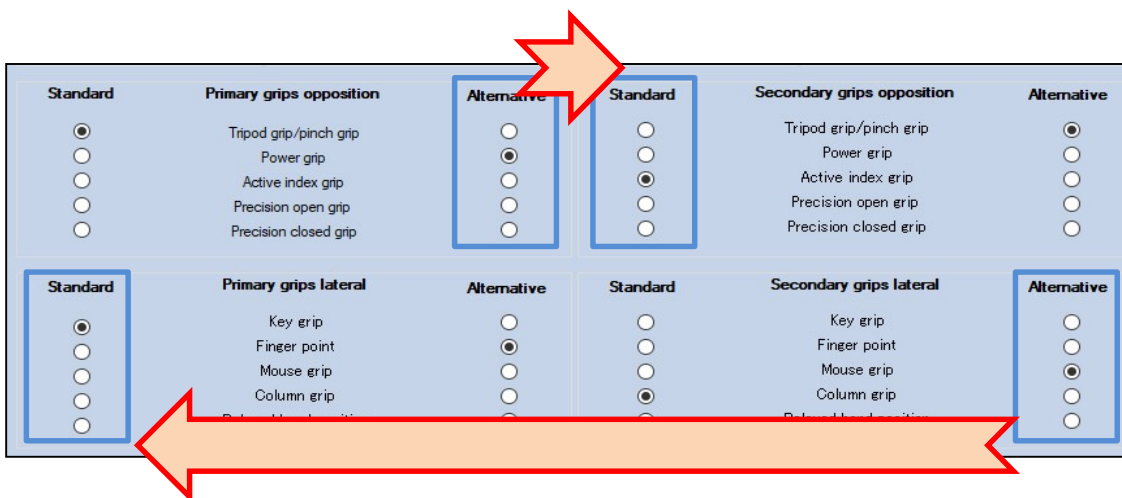 Standard Primary grips opposition Alternative Standard Secondary grips opposition Alternative
Tripod grip/pinch grip Tripod grip/pinch grip
Power grip Power grip
Active index grip Active index grip
Precision open grip Precision open grip
Precision closed grip Precision closed grip
Standard Primary grips lateral Alternative Standard Secondary grips lateral Alternative
Key grip Key grip
Finger point Finger point
Mouse grip Mouse grip
Column grip Column grip